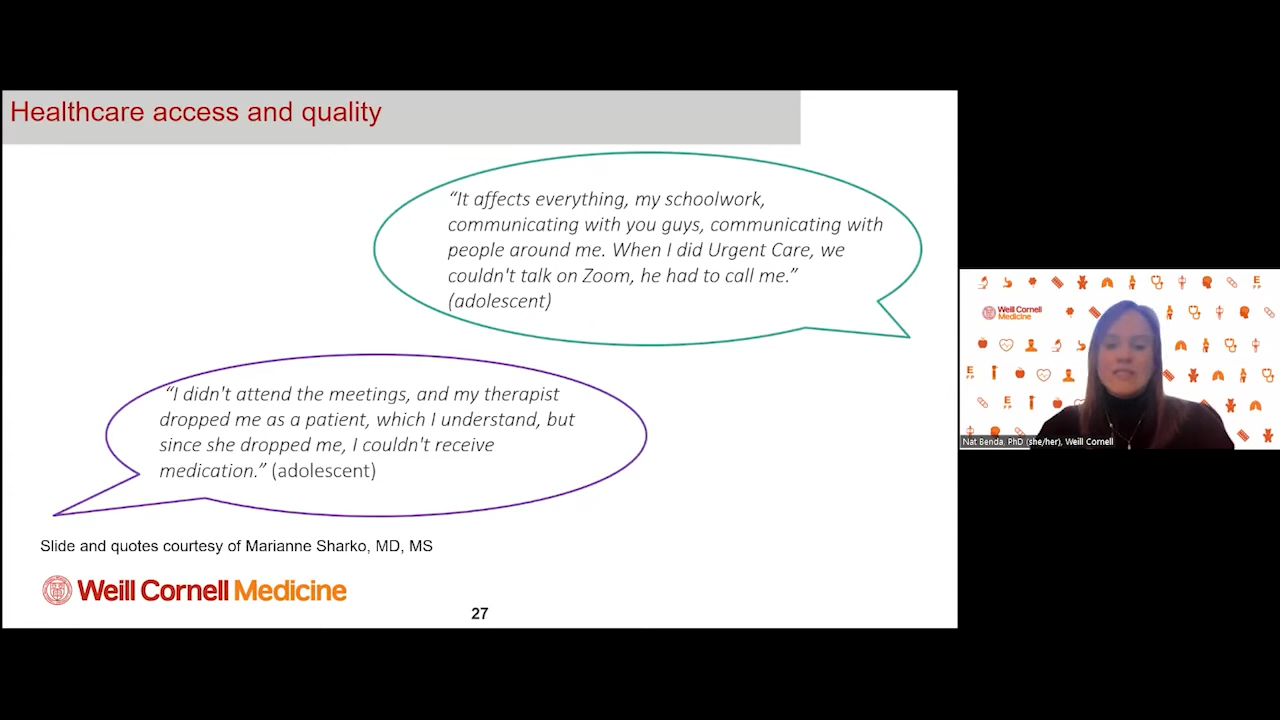 Healthcare access and quality
“It affects everything, my schoolwork,
communicating with you guys, communicating with
people around me. When I did Urgent Care, we
couldn't talk on Zoom, he had to call me.”
(adolescent)
“I didn't attend the meetings, and my therapist
dropped me as a patient, which I understand, but
since she dropped me, I couldn't receive
medication.” (adolescent)
Slide and quotes courtesy of Marianne Sharko, MD, MS
Weill Cornell Medicine
27
Weill Cornell
Medicine
E
F P
E
F P
E
F P
E
F P
Nat Benda, PhD (she/her), Weill Cornell